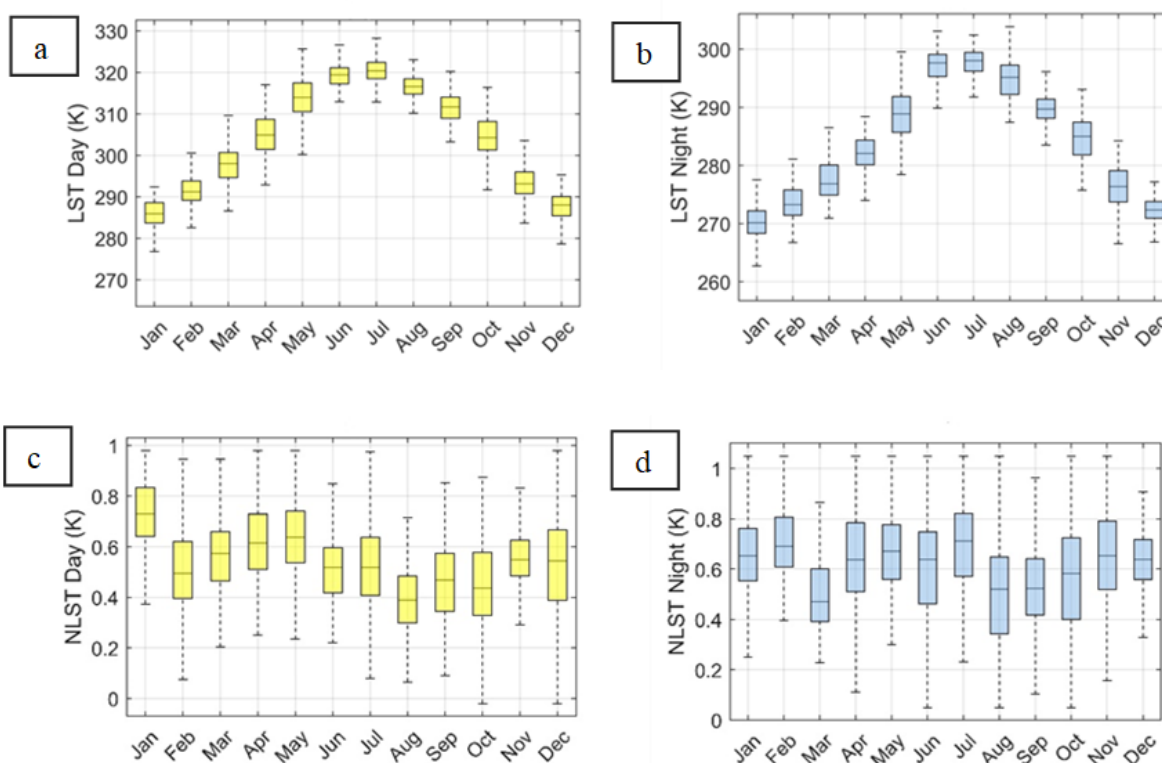 a
LST Day (K)
330
320
310
300
290
280
270
Jan Feb Mar Apr May Jun Jul Aug Sep Oct Nov Dec
b
LST Night (K)
300
290
280
270
260
Jan Feb Mar Apr May Jun Jul Aug Sep Oct Nov Dec
c
NLST Day (K)
1
0.8
0.6
0.4
0.2
0
Jan Feb Mar Apr May Jun Jul Aug Sep Oct Nov Dec
d
NLST Night (K)
1
0.8
0.6
0.4
0.2
0
Jan Feb Mar Apr May Jun Jul Aug Sep Oct Nov Dec